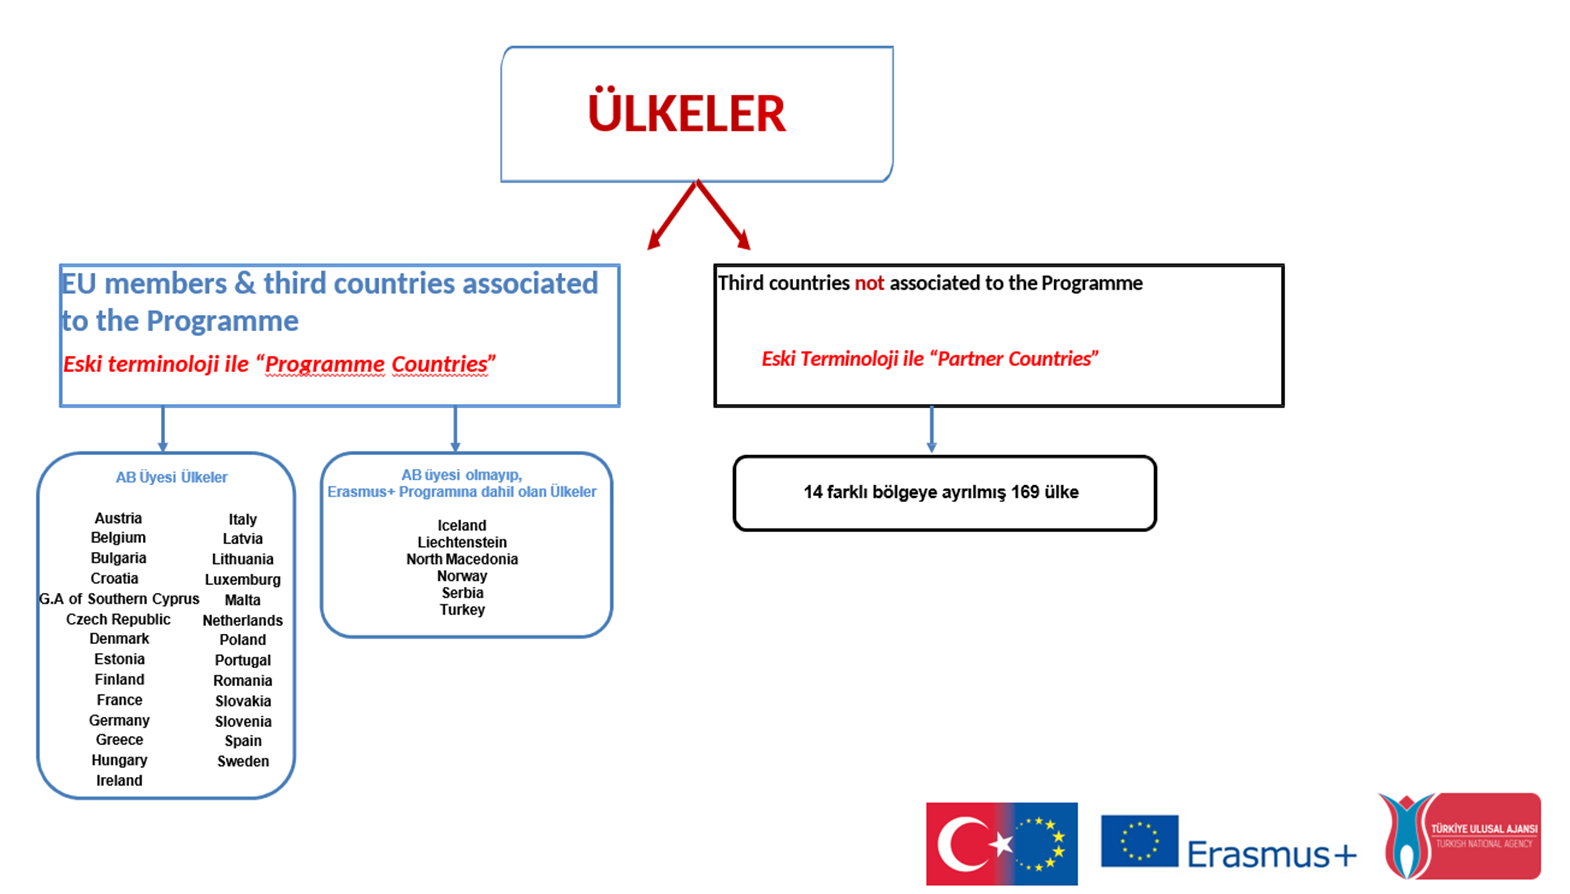 ÜLKELER
EU members & third countries associated
to the Programme
Eski terminoloji ile “Programme Countries”
Third countries not associated to the Programme
Eski Terminoloji ile “Partner Countries”
AB Üyesi Ülkeler
Austria
Belgium
Bulgaria
Croatia
G.A of Southern Cyprus
Czech Republic
Denmark
Estonia
Finland
France
Germany
Greece
Hungary
Ireland
Italy
Latvia
Lithuania
Luxemburg
Malta
Netherlands
Poland
Portugal
Romania
Slovakia
Slovenia
Spain
Sweden
AB üyesi olmayıp,
Erasmus+ Programına dahil olan Ülkeler
Iceland
Liechtenstein
North Macedonia
Norway
Serbia
Turkey
14 farklı bölgeye ayrılmış 169 ülke
Erasmus+
TÜRKİYE ULUSAL AJANSI
TURKISH NATIONAL AGENCY